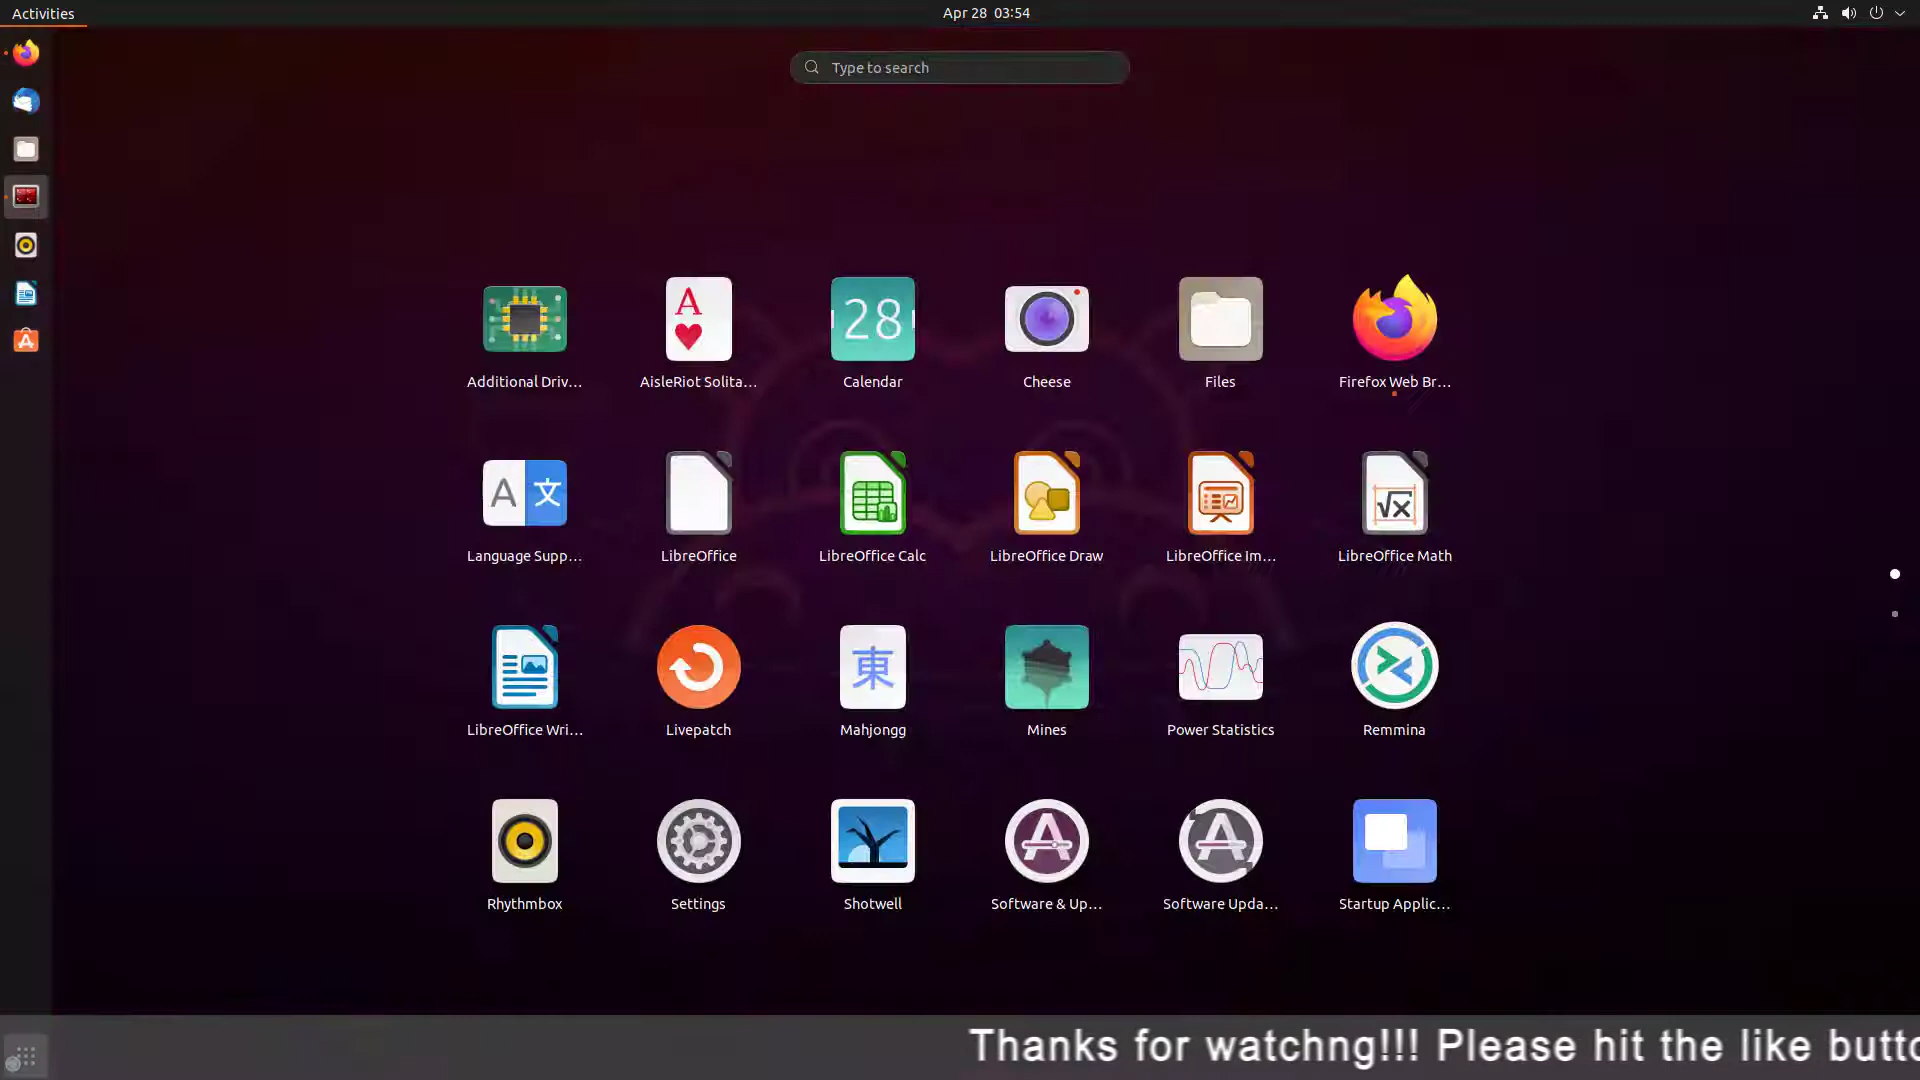 Activities
Apr 28 03:54
Type to search
Additional Driv...
A
AisleRiot Solita...
28
Calendar
Cheese
Files
Firefox Web Br...
A 文
Language Supp...
LibreOffice
LibreOffice Calc
LibreOffice Draw
LibreOffice Im...
√x
LibreOffice Math
LibreOffice Wri...
Livepatch
東
Mahjongg
Mines
Power Statistics
Remmina
Rhythmbox
Settings
Shotwell
Software & Up...
Software Upda...
Startup Applic...
Thanks for watchng!!! Please hit the like butto